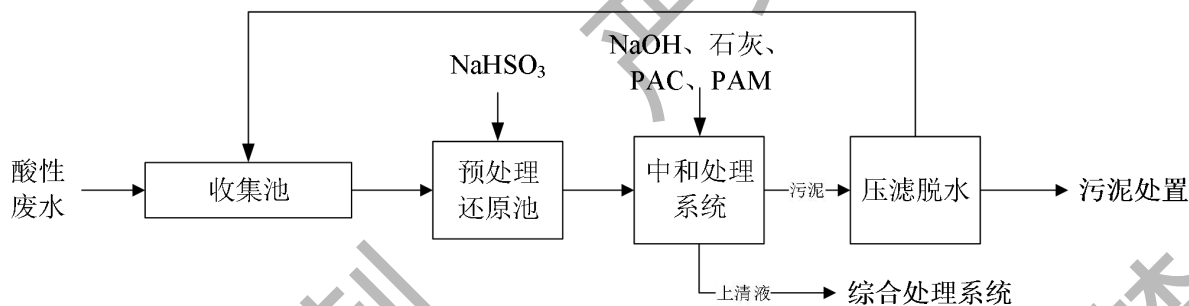 NaHSO₃
NaOH、石灰、
PAC、PAM
酸性
废水
收集池
预处理
还原池
中和处理
系统
污泥
压滤脱水
污泥处置
上清液
综合处理系统